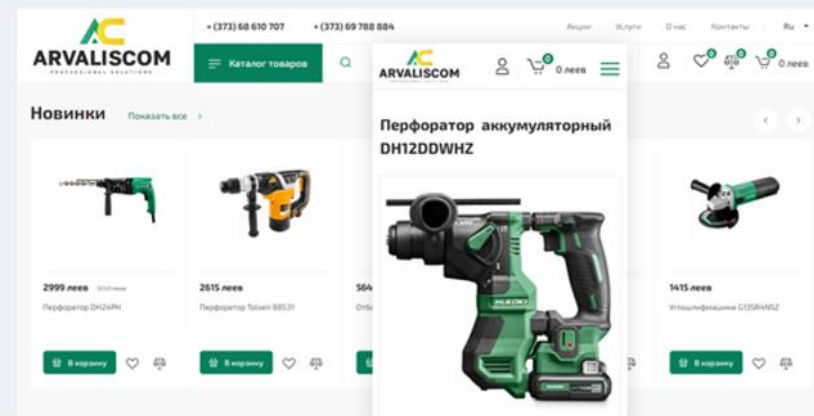 + (373) 68 610 707
+ (373) 69 788 884
Акции
Услуги
О нас
Контакты
Ru
ARVALISCOM
PROFESSIONAL SOLUTIONS
Каталог товаров
0
0
0
0 леев
ARVALISCOM
0
0 леев
Новинки
Показать все
Перфоратор аккумуляторный
DH12DDWHZ
HiKOKI
2999 леев
Перфоратор DH24PH
В корзину
2615 леев
Перфоратор Tolsen 88531
В корзину
564
1415 леев
Углошлифмашина G13SR4NSZ
В корзину